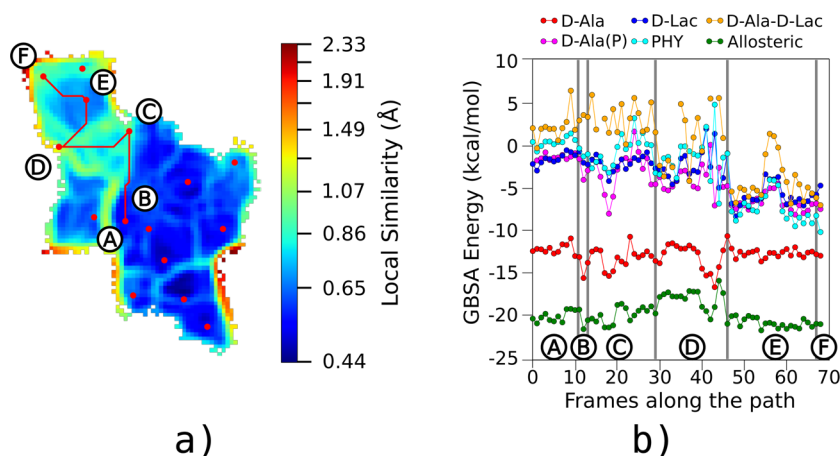 F
E
C
D
B
A
2.33
1.91
1.49
1.07
0.86
0.65
0.44
Local Similarity (Å)
a)
D-Ala D-Lac D-Ala-D-Lac
D-Ala(P) PHY Allosteric
GBSA Energy (kcal/mol)
10
5
0
-5
-10
-15
-20
-25
A B C D E F
0 10 20 30 40 50 60 70
Frames along the path
b)